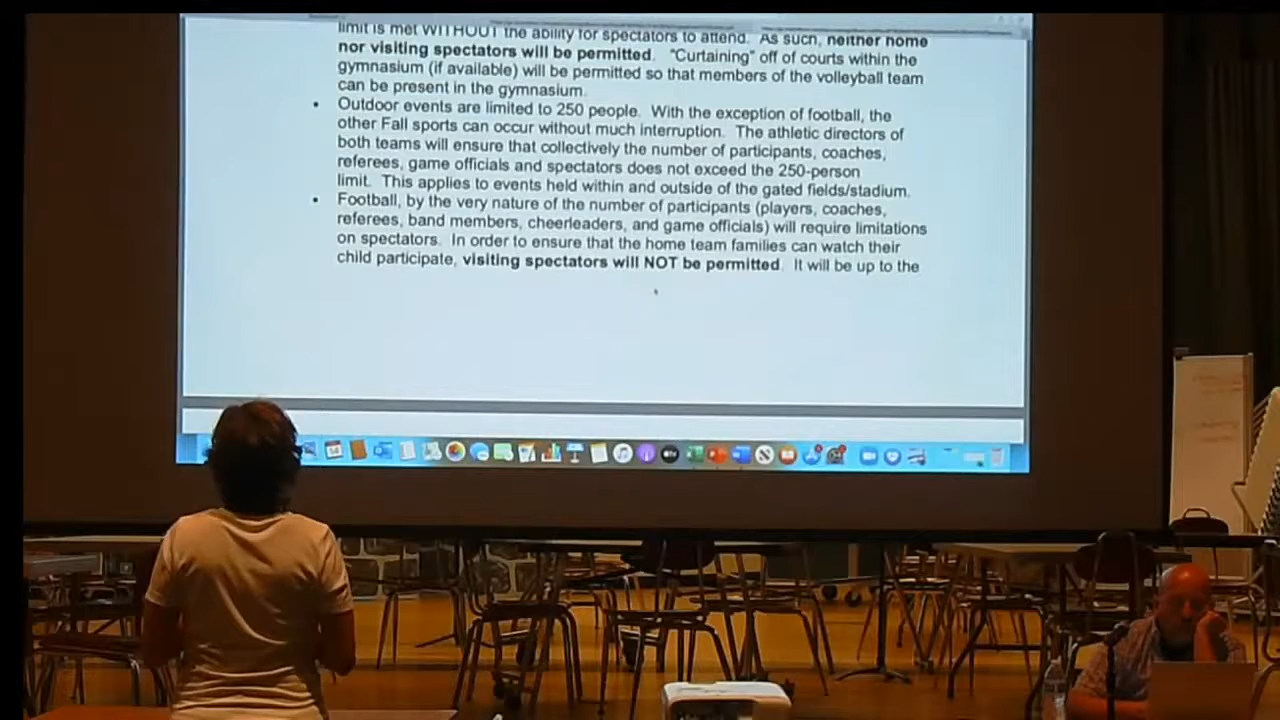 limit is met WITHOUT the ability for spectators to attend. As such, neither home
nor visiting spectators will be permitted. "Curtaining" off of courts within the
gymnasium (if available) will be permitted so that members of the volleyball team
can be present in the gymnasium.
• Outdoor events are limited to 250 people. With the exception of football, the
other Fall sports can occur without much interruption. The athletic directors of
both teams will ensure that collectively the number of participants, coaches,
referees, game officials and spectators does not exceed the 250-person
limit. This applies to events held within and outside of the gated fields/stadium.
• Football, by the very nature of the number of participants (players, coaches,
referees, band members, cheerleaders, and game officials) will require limitations
on spectators. In order to ensure that the home team families can watch their
child participate, visiting spectators will NOT be permitted. It will be up to the